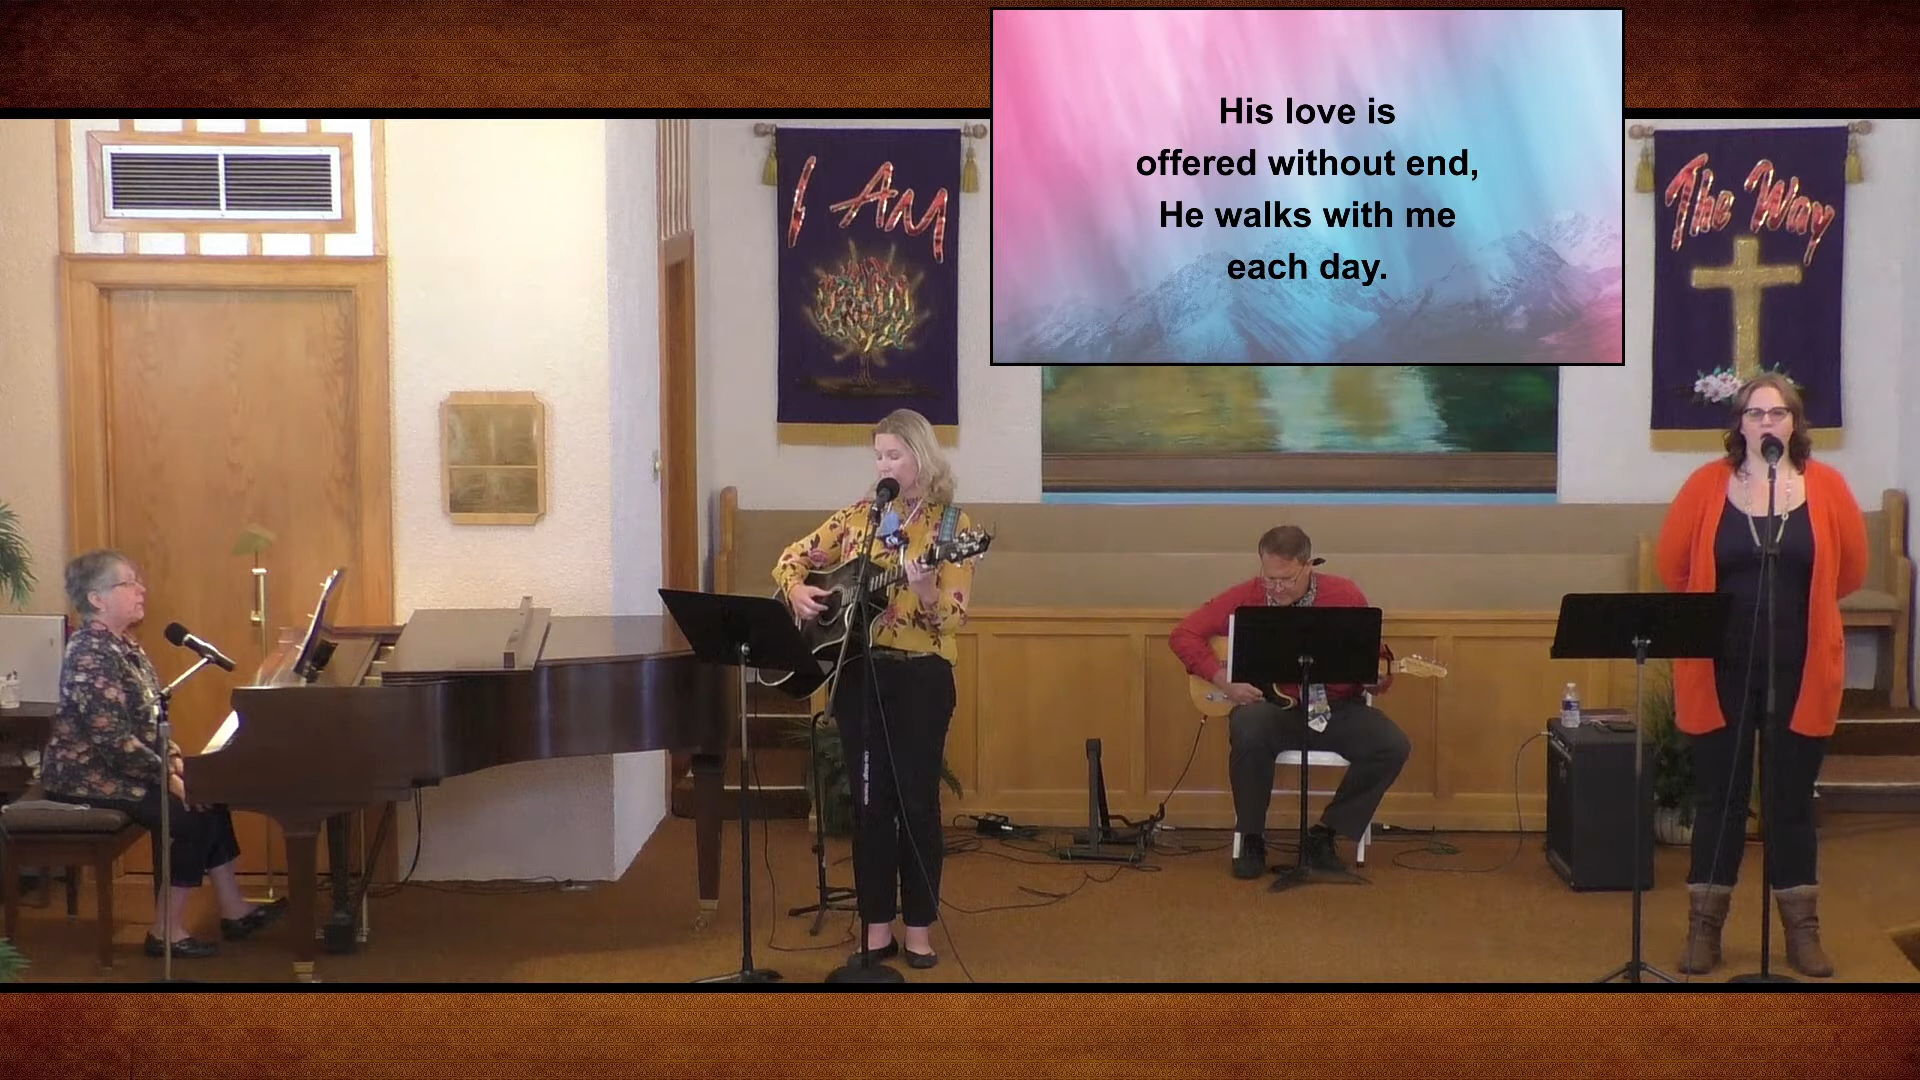 His love is
offered without end,
He walks with me
each day.
I AM
The Way